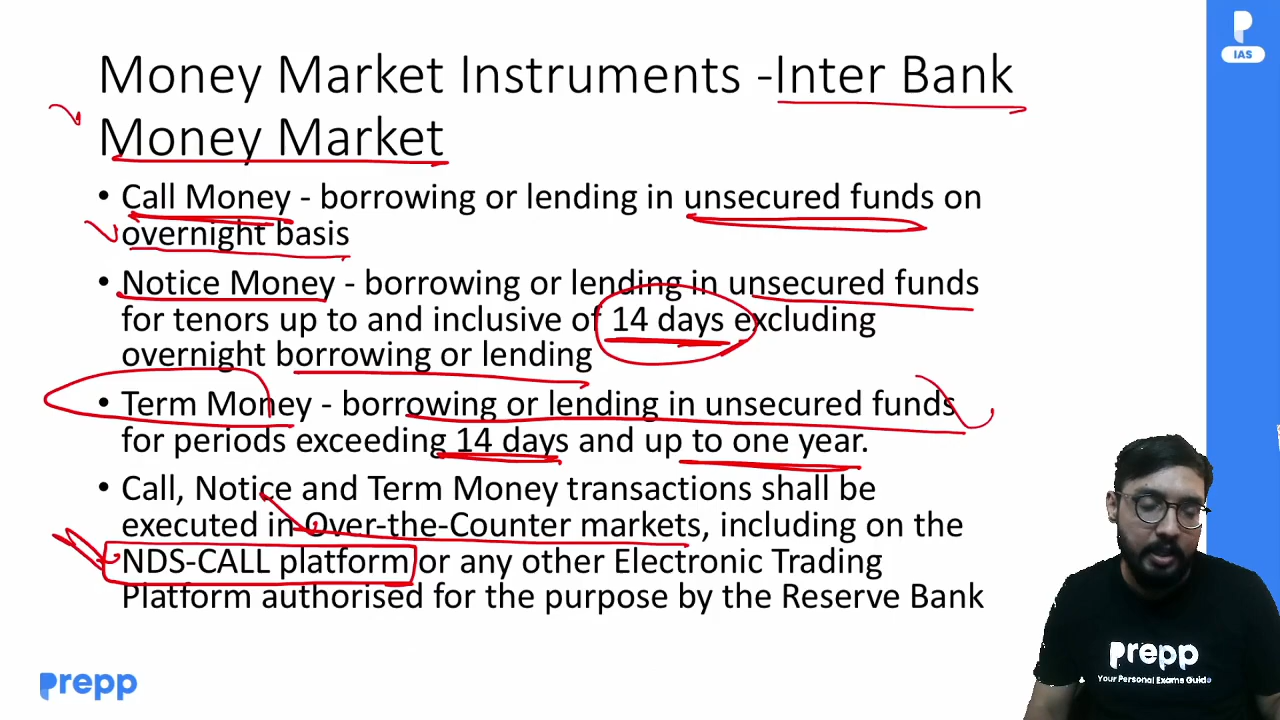 IAS
Money Market Instruments -Inter Bank
Money Market
• Call Money - borrowing or lending in unsecured funds on
overnight basis
• Notice Money - borrowing or lending in unsecured funds
for tenors up to and inclusive of 14 days excluding
overnight borrowing or lending
• Term Money - borrowing or lending in unsecured funds
for periods exceeding 14 days and up to one year.
• Call, Notice and Term Money transactions shall be
executed in Over-the-Counter markets, including on the
NDS-CALL platform or any other Electronic Trading
Platform authorised for the purpose by the Reserve Bank
prepp
prepp
Your Personal Exams Guide